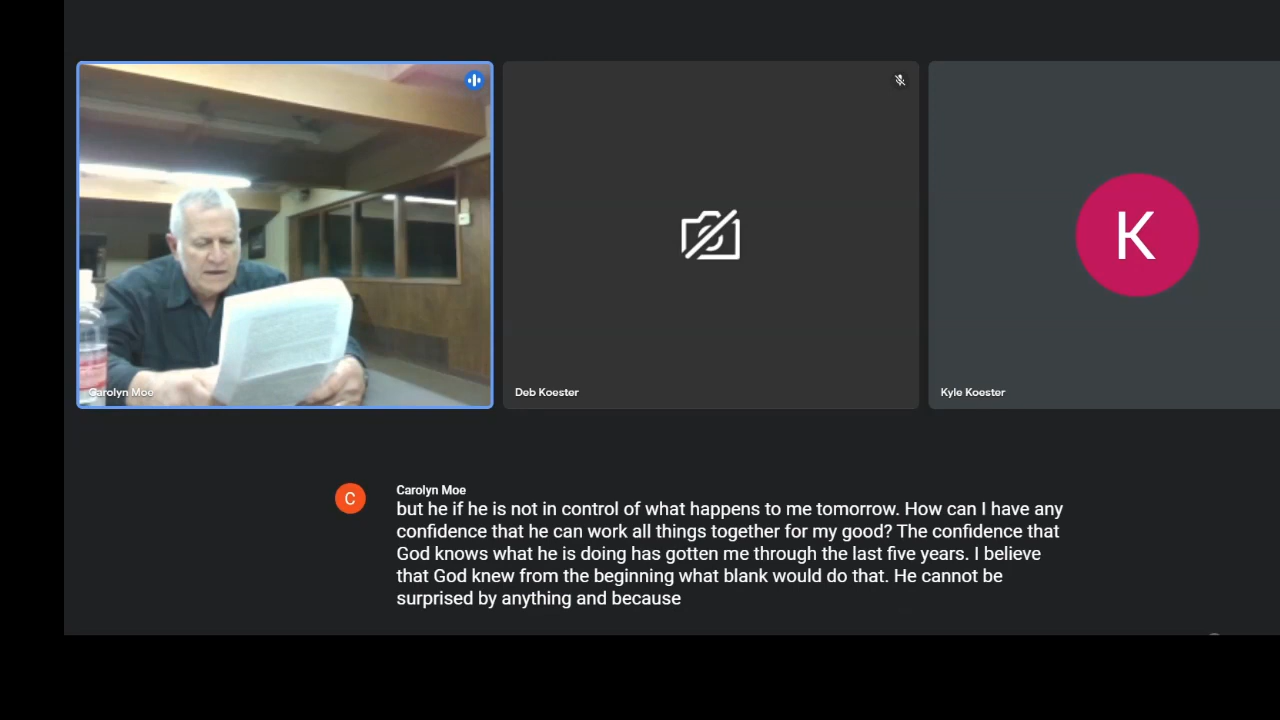 K
Carolyn Moe
Deb Koester
Kyle Koester
C
Carolyn Moe
but he if he is not in control of what happens to me tomorrow. How can I have any
confidence that he can work all things together for my good? The confidence that
God knows what he is doing has gotten me through the last five years. I believe
that God knew from the beginning what blank would do that. He cannot be
surprised by anything and because